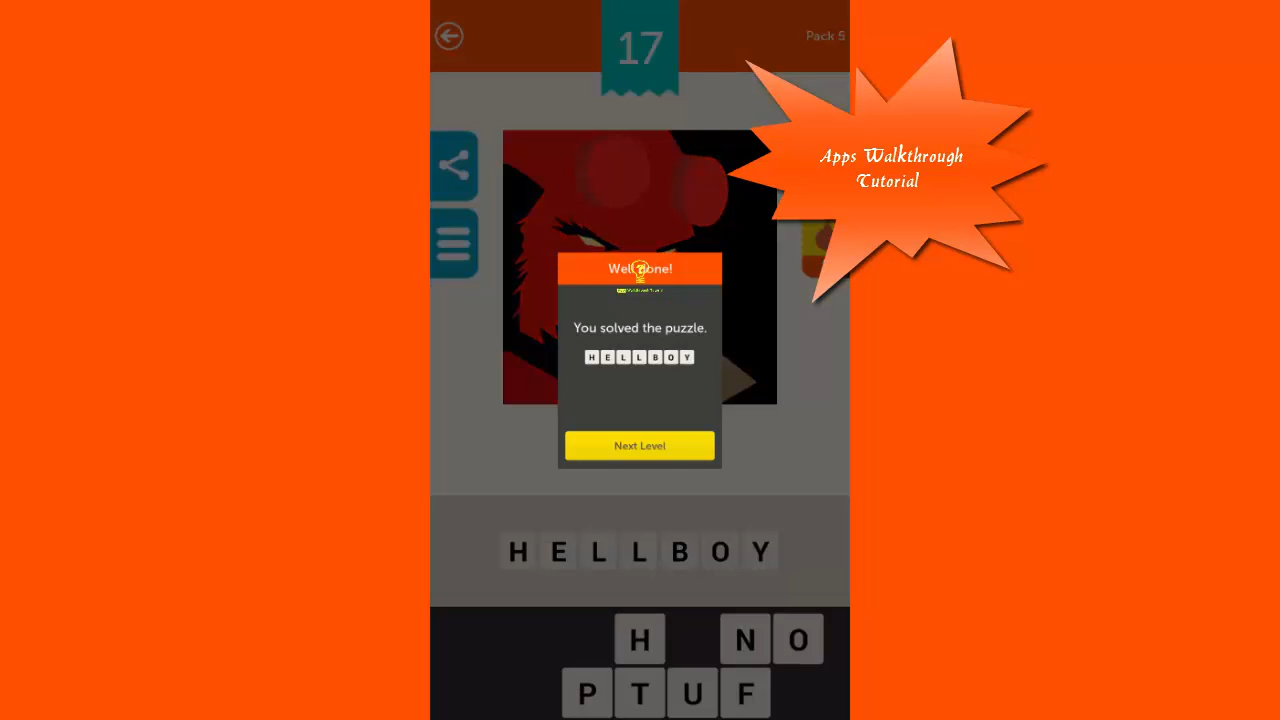 17
Pack 5
Apps Walkthrough
Tutorial
Well Done!
You solved the puzzle.
HELLBOY
Next Level
HELLBOY
H N O
P T U F